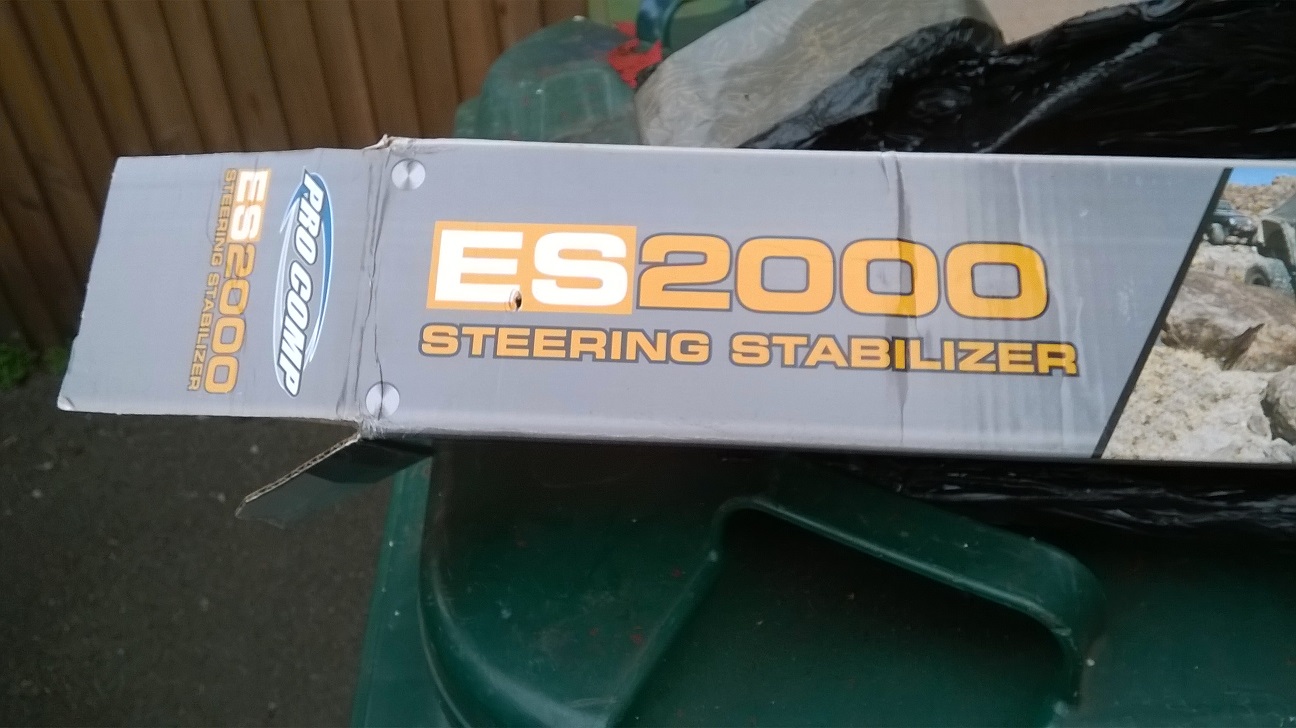 PRO COMP
ES2000
STEERING STABILIZER
ES2000
STEERING STABILIZER